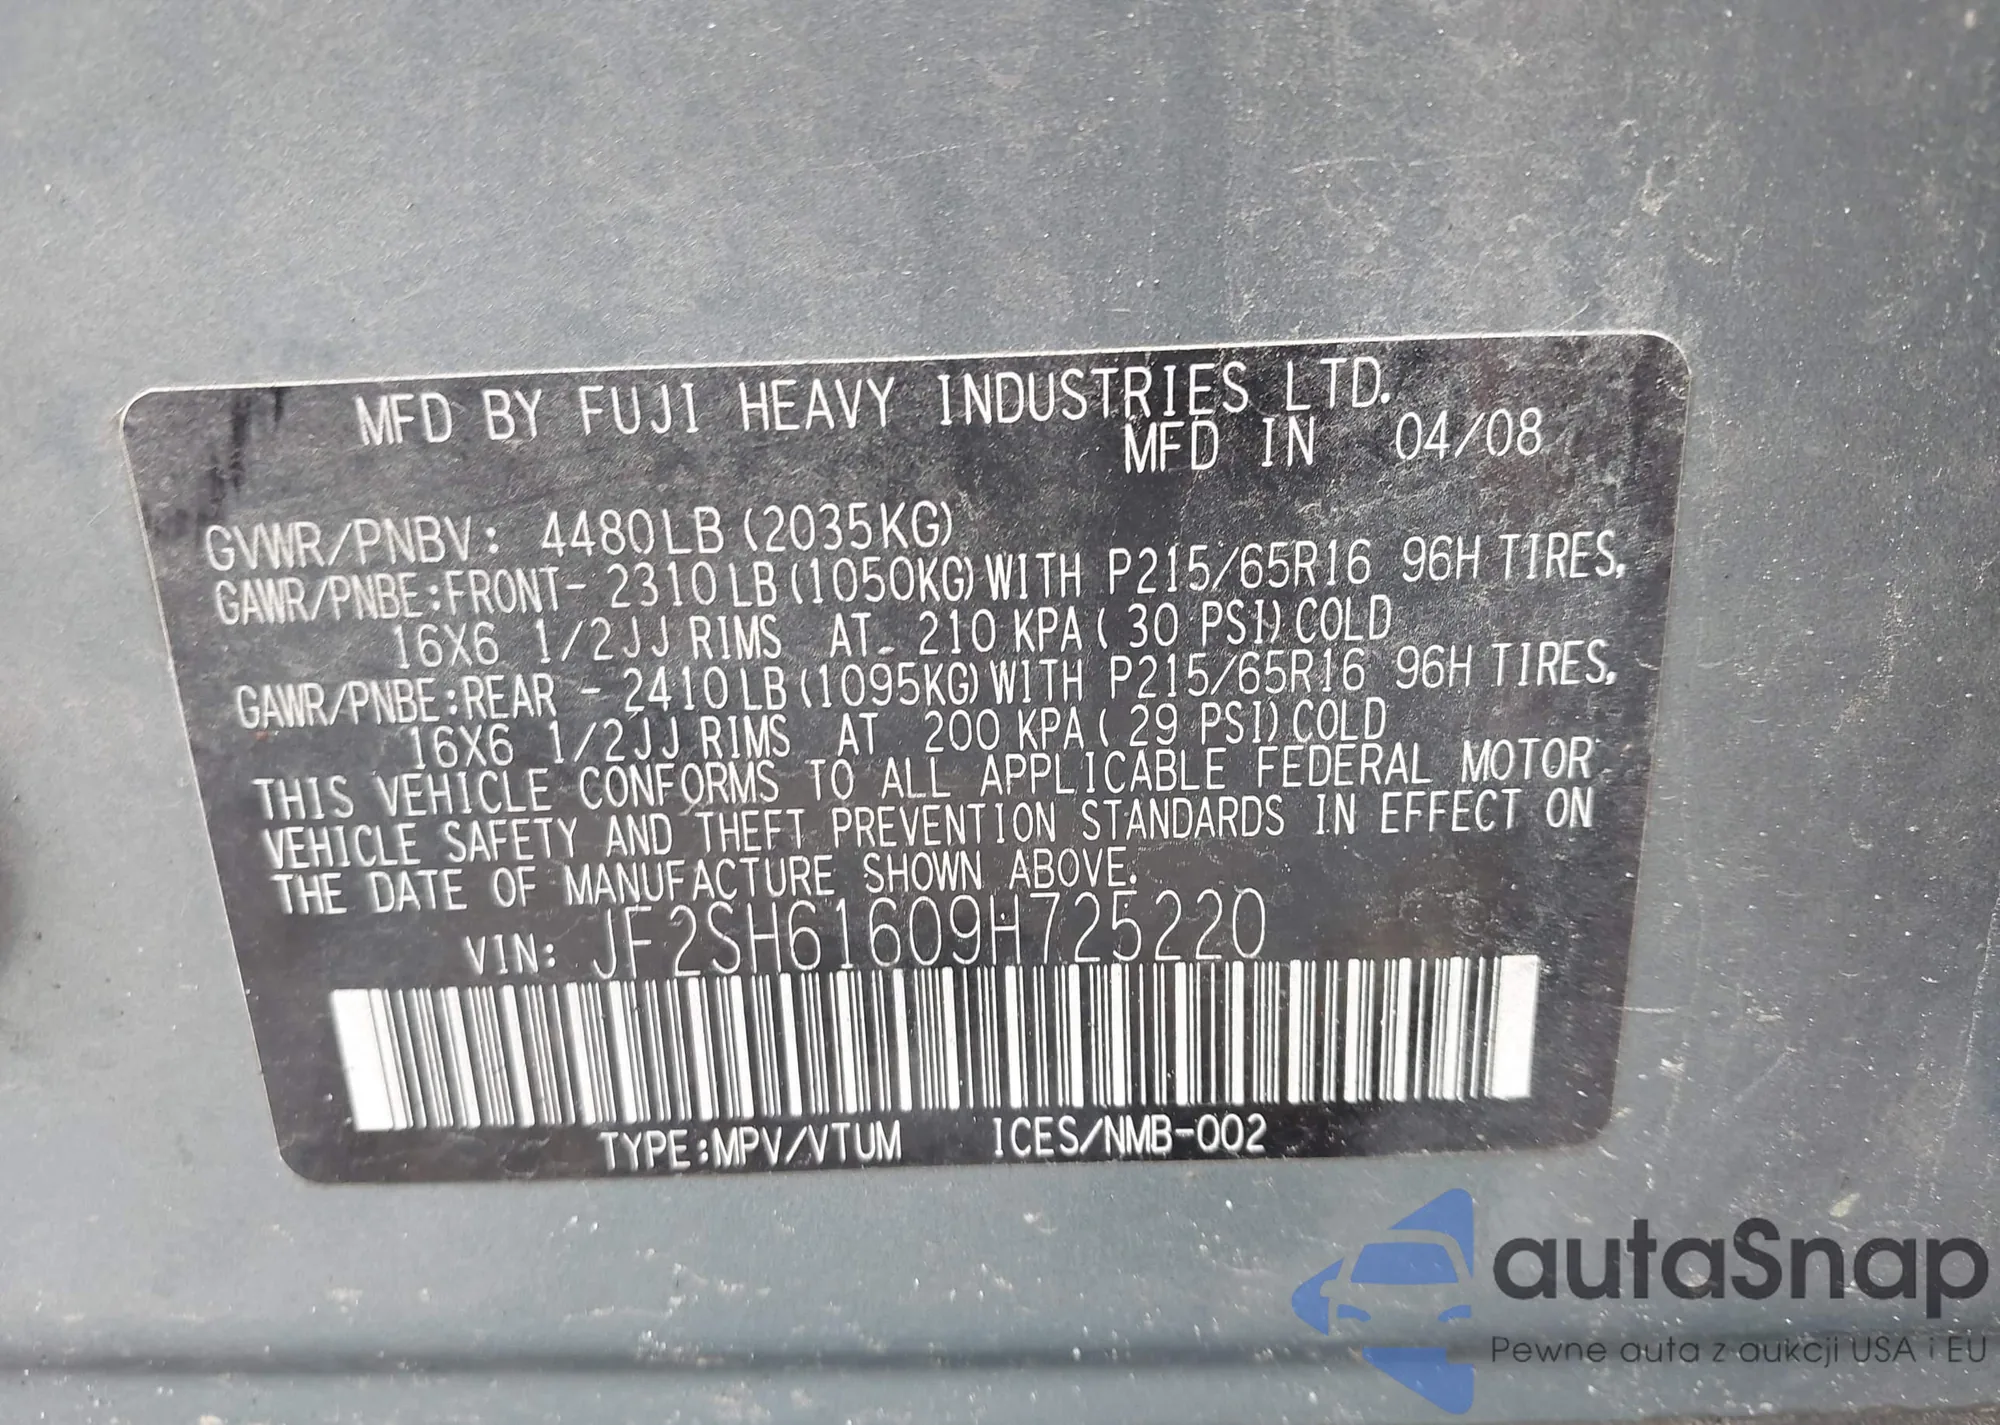 MFD BY FUJI HEAVY INDUSTRIES LTD.
MFD IN 04/08
GVWR/PNBV: 4480LB (2035KG)
GAWR/PNBE:FRONT- 2310LB (1050KG) WITH P215/65R16 96H TIRES,
16X6 1/2JJ RIMS AT 210 KPA ( 30 PSI) COLD
GAWR/PNBE:REAR - 2410LB (1095KG) WITH P215/65R16 96H TIRES,
16X6 1/2JJ RIMS AT 200 KPA ( 29 PSI) COLD
THIS VEHICLE CONFORMS TO ALL APPLICABLE FEDERAL MOTOR
VEHICLE SAFETY AND THEFT PREVENTION STANDARDS IN EFFECT ON
THE DATE OF MANUFACTURE SHOWN ABOVE.
VIN: JF2SH61609H725220
TYPE:MPV/VTUM ICES/NMB-002
autaSnap
Pewne auta z aukcji USA i EU